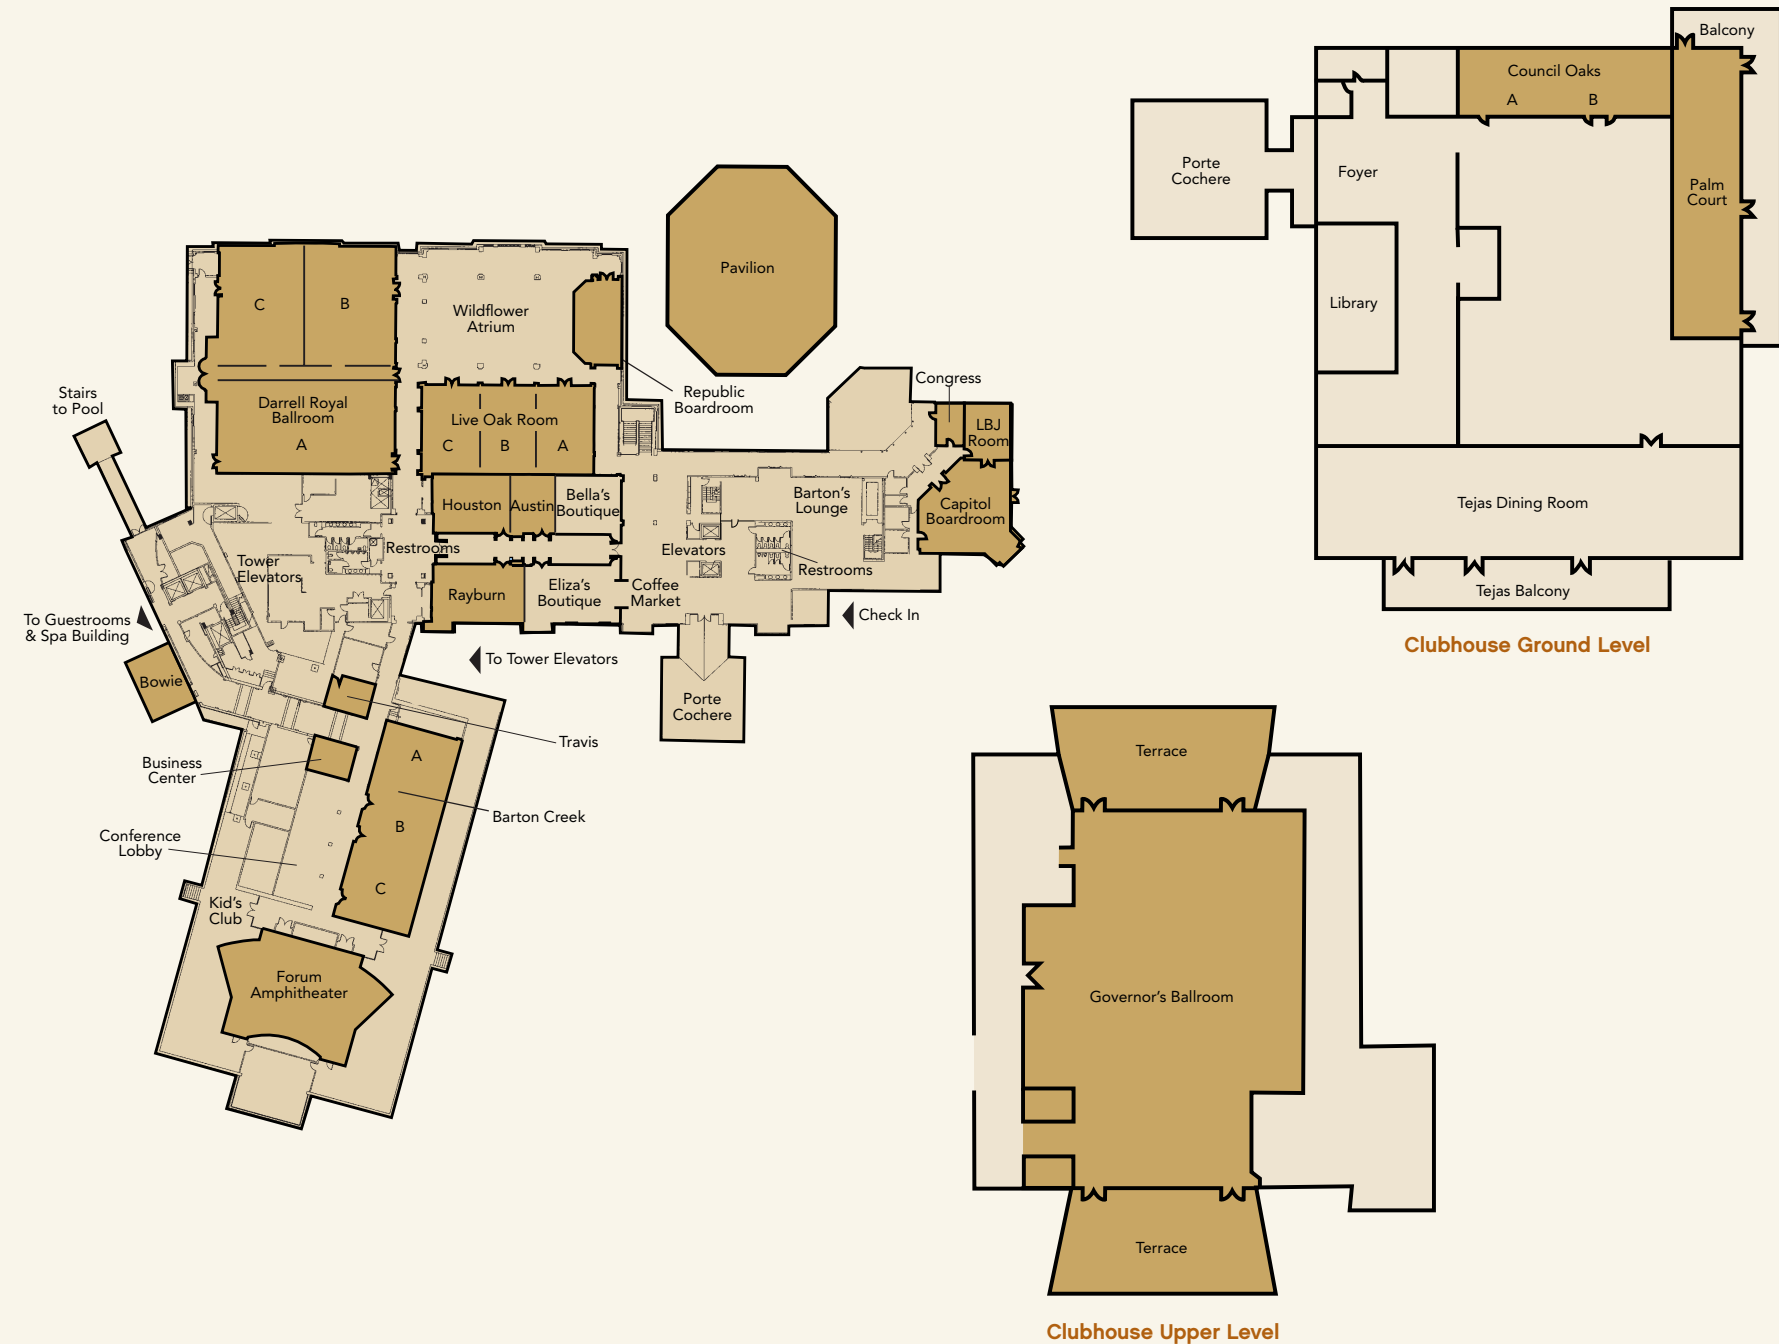 Balcony
Council Oaks
A
B
Porte
Cochere
Foyer
Palm
Court
Library
Tejas Dining Room
Tejas Balcony
Clubhouse Ground Level
Pavilion
C
B
Wildflower
Atrium
Republic
Boardroom
Stairs
to Pool
Darrell Royal
Ballroom
A
Live Oak Room
C
B
A
Congress
LBJ
Room
Houston
Austin
Bella's
Boutique
Barton's
Lounge
Capitol
Boardroom
Restrooms
Elevators
Restrooms
Tower
Elevators
Rayburn
Eliza's
Boutique
Coffee
Market
Check In
To Guestrooms
& Spa Building
To Tower Elevators
Bowie
Porte
Cochere
Travis
Business
Center
A
Barton Creek
B
Conference
Lobby
C
Kid's
Club
Forum
Amphitheater
Terrace
Governor's Ballroom
Terrace
Clubhouse Upper Level